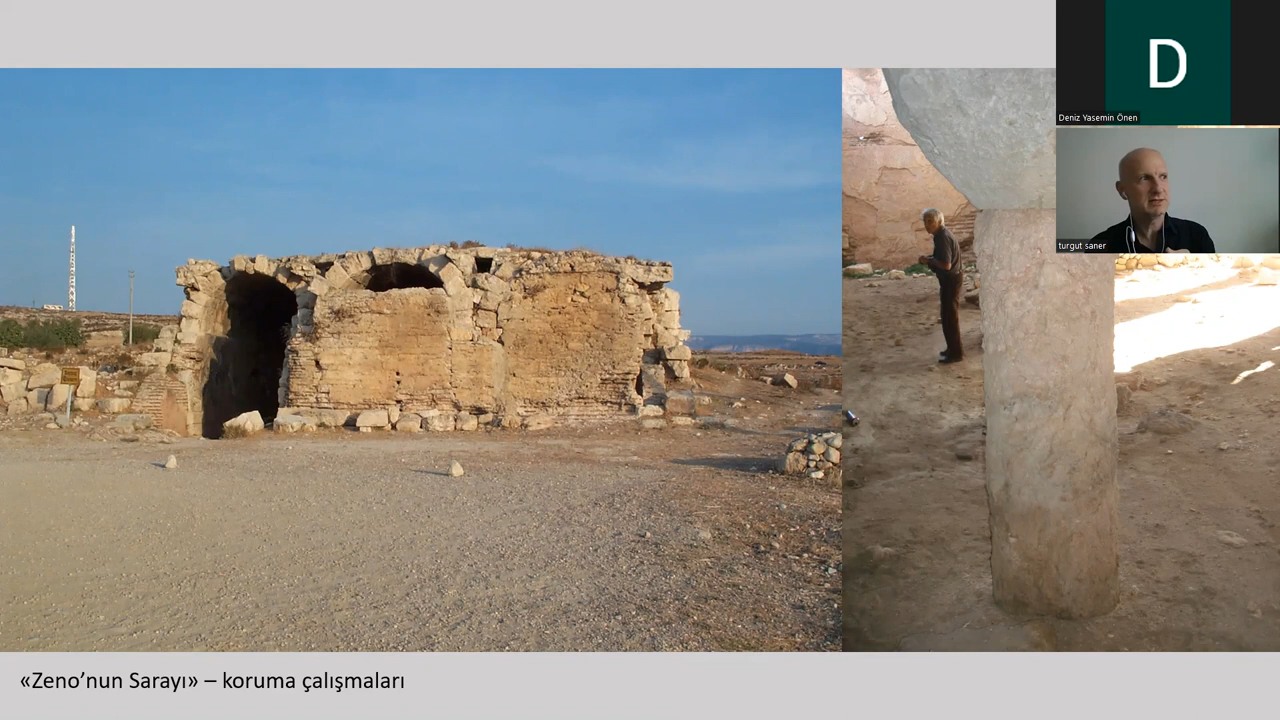 D
Deniz Yasemin Önen
turgut saner
«Zeno’nun Sarayı» – koruma çalışmaları